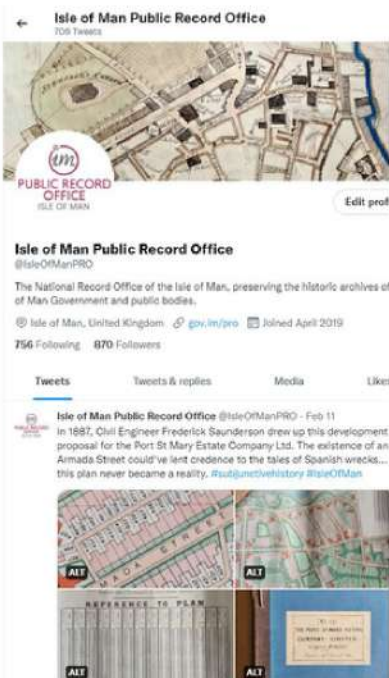 Isle of Man Public Record Office
709 Tweets
im
PUBLIC RECORD
OFFICE
ISLE OF MAN
Edit prof
Isle of Man Public Record Office
@IsleOfManPRO
The National Record Office of the Isle of Man, preserving the historic archives of
of Man Government and public bodies.
Isle of Man, United Kingdom gov.im/pro Joined April 2019
756 Following 870 Followers
Tweets Tweets & replies Media Likes
Isle of Man Public Record Office @IsleOfManPRO · Feb 11
In 1887, Civil Engineer Frederick Saunderson drew up this development
proposal for the Port St Mary Estate Company Ltd. The existence of an
Armada Street could've lent credence to the tales of Spanish wrecks...
this plan never became a reality. #subjunctivehistory #IsleOfMan
MADA STREET
ALT ALT
REFERENCE TO PLAN
COMPANY LIMITED
ALT ALT